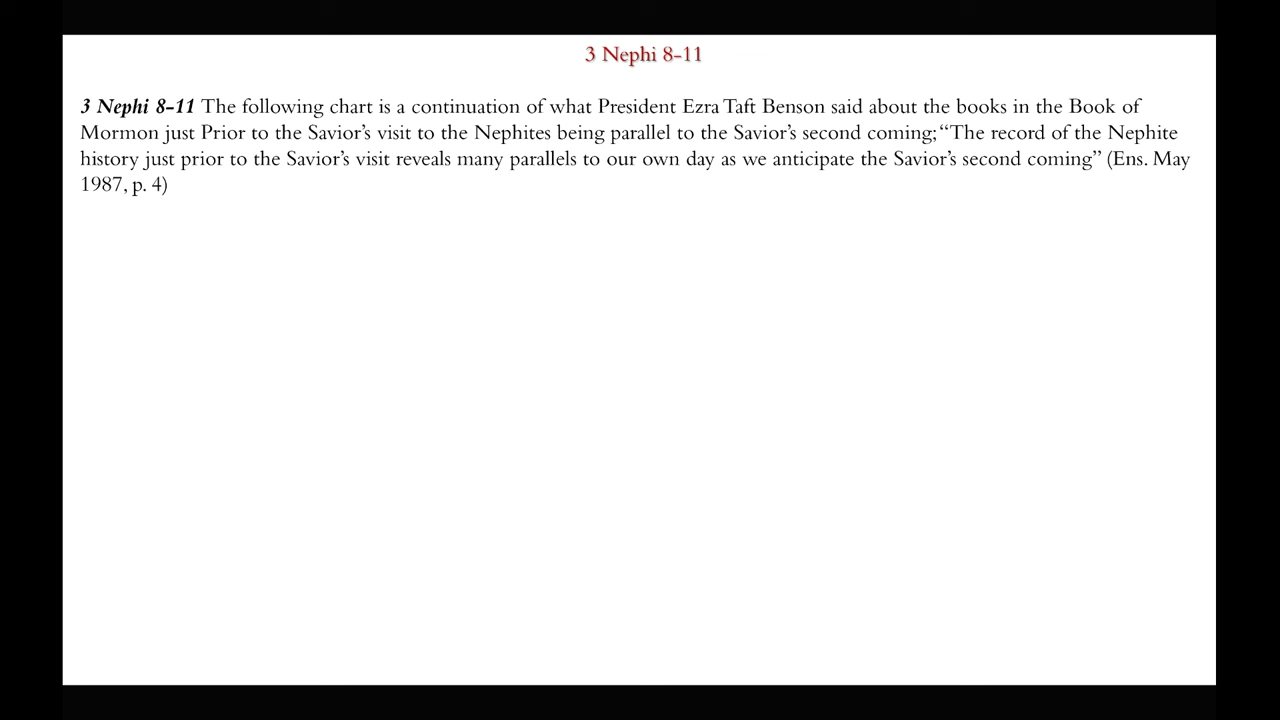 3 Nephi 8-11
3 Nephi 8-11 The following chart is a continuation of what President Ezra Taft Benson said about the books in the Book of
Mormon just Prior to the Savior’s visit to the Nephites being parallel to the Savior’s second coming; “The record of the Nephite
history just prior to the Savior’s visit reveals many parallels to our own day as we anticipate the Savior’s second coming” (Ens. May
1987, p. 4)